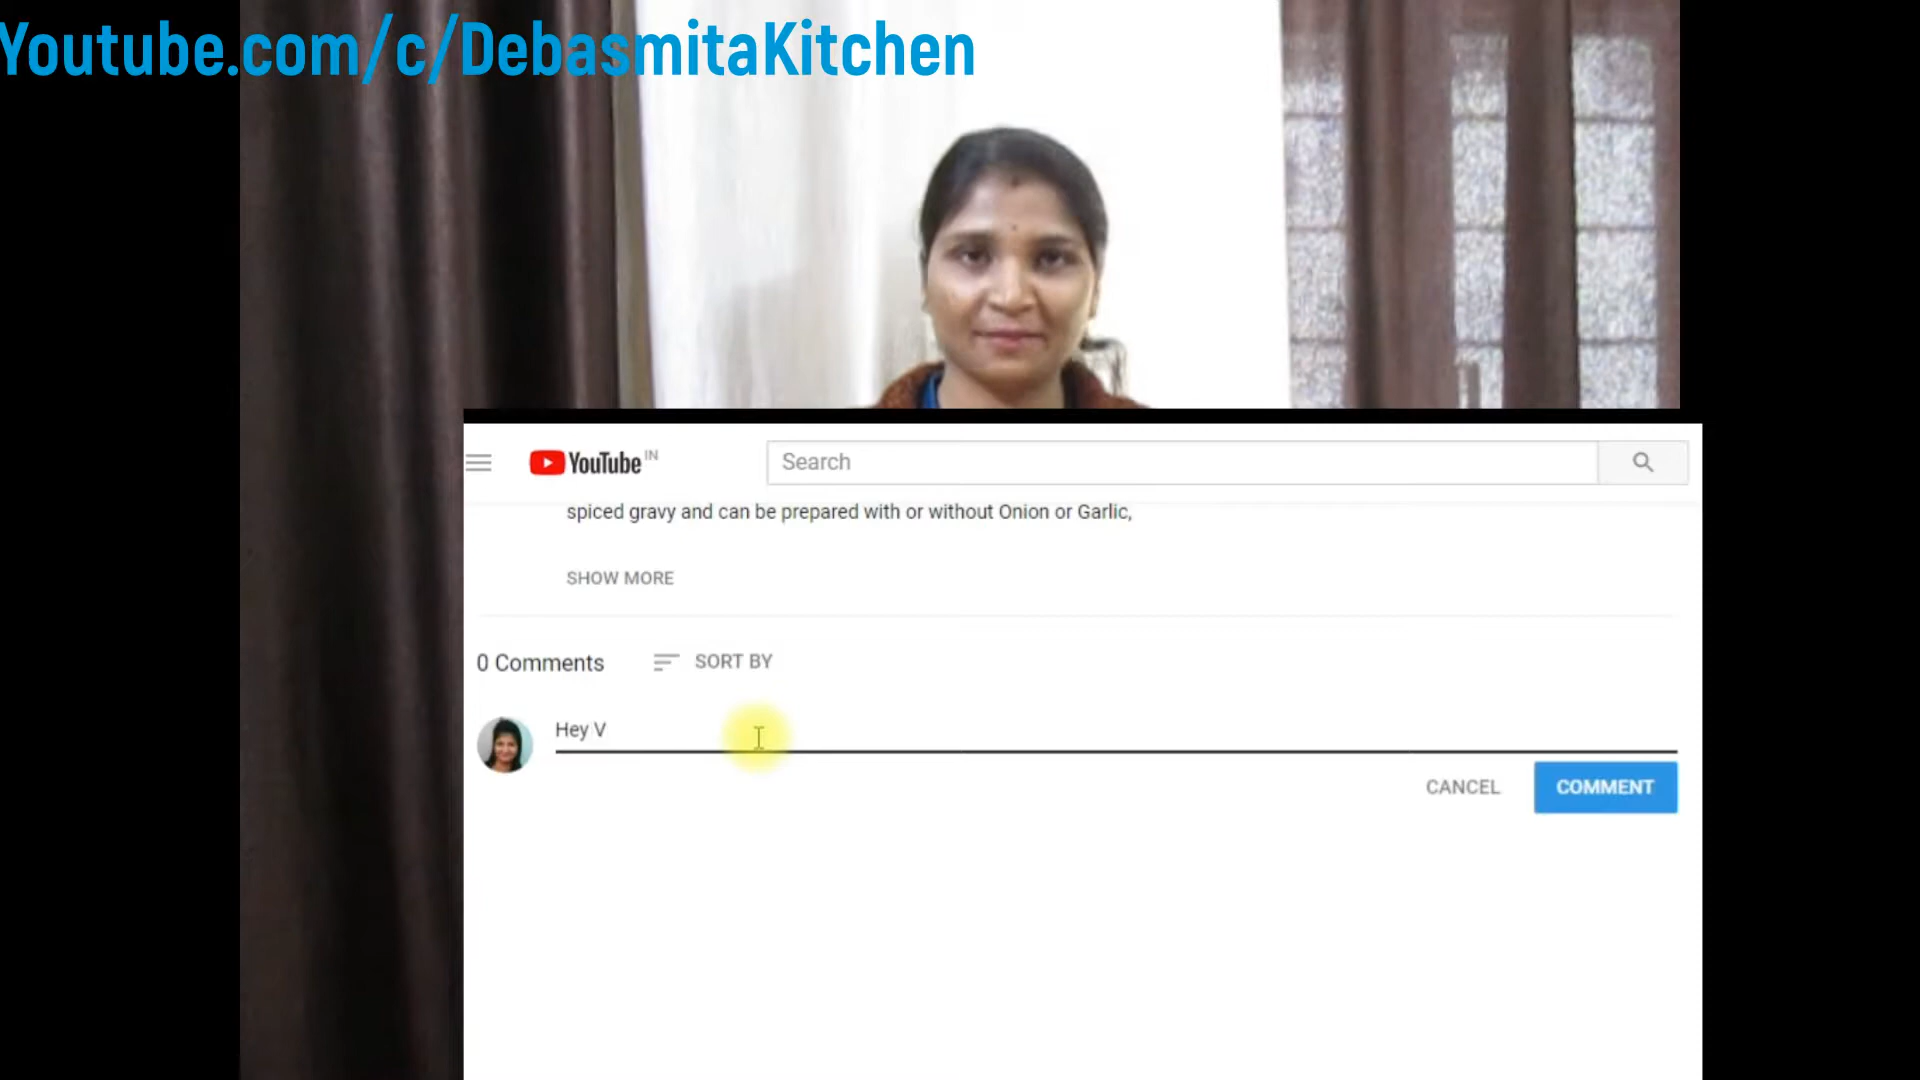 Youtube.com/c/DebasmitaKitchen
YouTube IN
Search
spiced gravy and can be prepared with or without Onion or Garlic,
SHOW MORE
0 Comments
SORT BY
Hey V
CANCEL
COMMENT